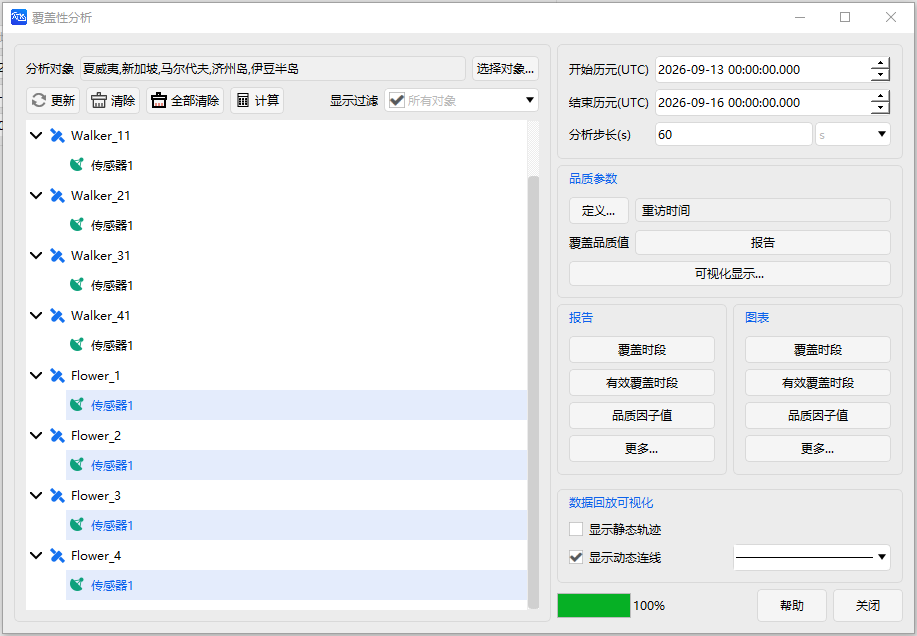 覆盖性分析
分析对象 夏威夷,新加坡,马尔代夫,济州岛,伊豆半岛 选择对象...
更新 清除 全部清除 计算 显示过滤 所有对象
Walker_11
传感器1
Walker_21
传感器1
Walker_31
传感器1
Walker_41
传感器1
Flower_1
传感器1
Flower_2
传感器1
Flower_3
传感器1
Flower_4
传感器1
开始历元(UTC) 2026-09-13 00:00:00.000
结束历元(UTC) 2026-09-16 00:00:00.000
分析步长(s) 60 s
品质参数
定义... 重访时间
覆盖品质值 报告
可视化显示...
报告
覆盖时段
有效覆盖时段
品质因子值
更多...
图表
覆盖时段
有效覆盖时段
品质因子值
更多...
数据回放可视化
显示静态轨迹
显示动态连线
100% 帮助 关闭